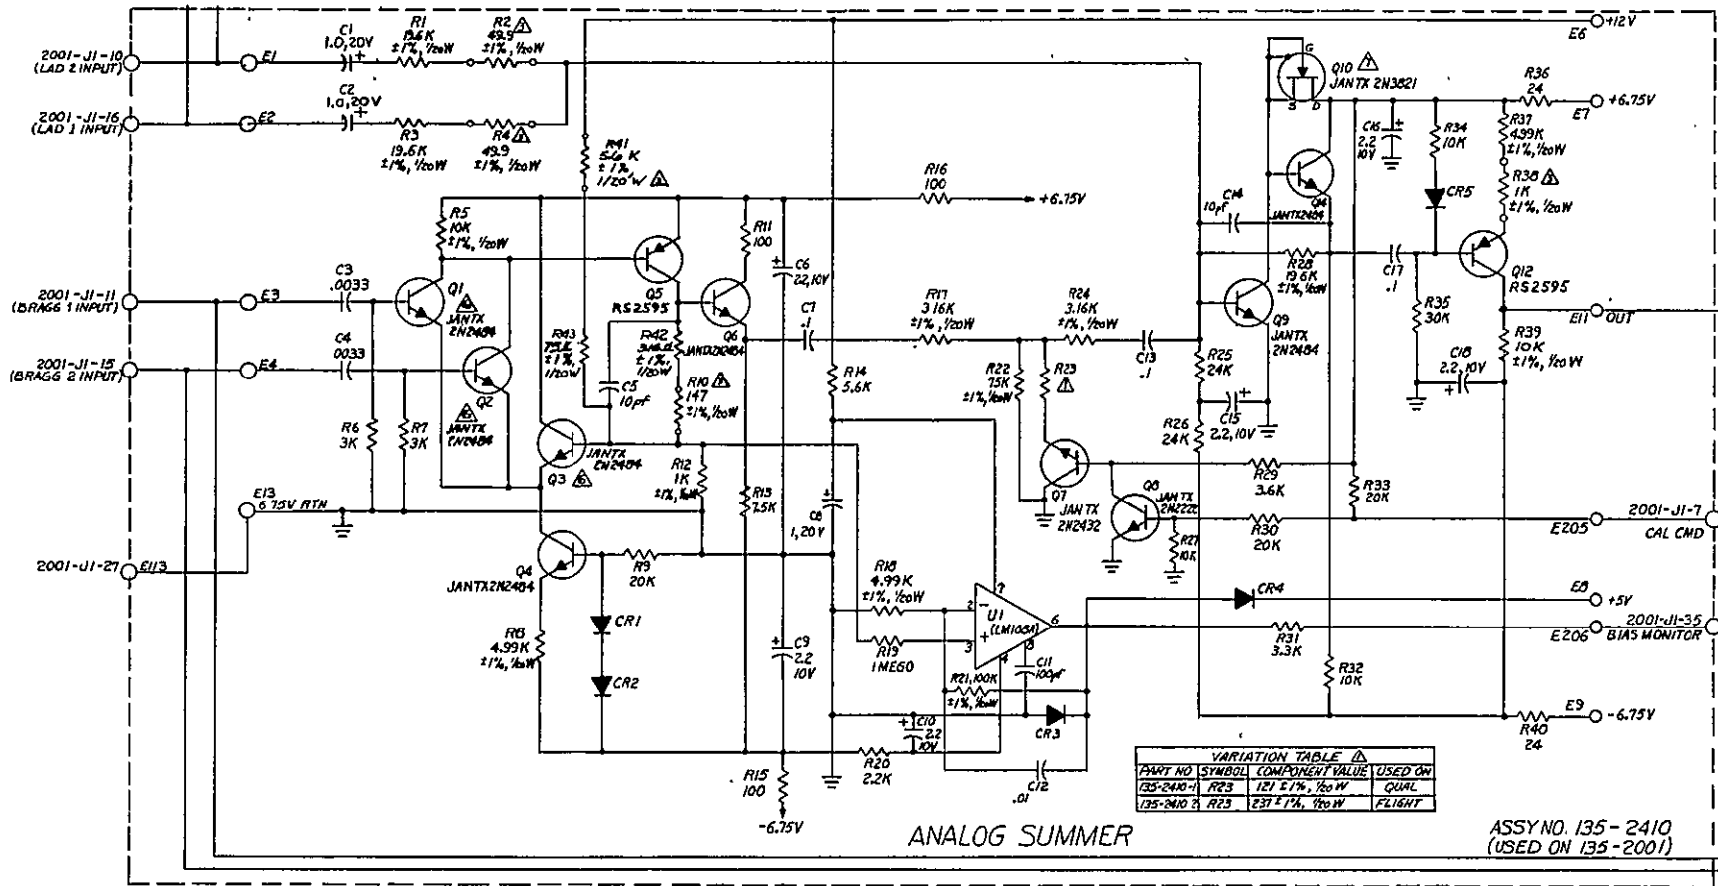 2001-J1-10
(LAD 2 INPUT)
E1
C1
1.0,20V
R1
19.6K
±1%, 1/20W
R2
49.9
±1%, 1/20W
E6
+12V
2001-J1-16
(LAD 1 INPUT)
E2
C2
1.0,20V
R3
19.6K
±1%, 1/20W
R4
49.9
±1%, 1/20W
R41
5.6K
±1%
1/20W
Q10
JANTX 2N3821
G
S
D
R36
24
+6.75V
E7
C16
2.2
10V
R34
10K
R37
4.99K
±1%, 1/20W
R38
1K
±1%, 1/20W
CR5
R16
100
+6.75V
C14
10pf
JANTX2N2484
R5
10K
±1%, 1/20W
R11
100
C6
22,10V
Q5
RS2595
R28
19.6K
±1%, 1/20W
C17
.1
Q12
RS2595
2001-J1-11
(BRAGG 1 INPUT)
E3
C3
.0033
Q1
JANTX
2N2484
Q6
JANTX2N2484
C7
.1
R17
3.16K
±1%, 1/20W
R24
3.16K
±1%, 1/20W
C13
.1
Q9
JANTX
2N2484
R35
30K
E11
OUT
R39
10K
±1%, 1/20W
C18
2.2,10V
2001-J1-15
(BRAGG 2 INPUT)
E4
C4
.0033
Q2
JANTX
2N2484
R43
±1%,
1/20W
R42
±1%,
1/20W
C5
10pf
R10
147
±1%, 1/20W
R14
5.6K
R22
75K
±1%, 1/20W
R23
R25
24K
R26
24K
C15
2.2,10V
R6
3K
R7
3K
JANTX
2N2484
Q3
R12
1K
±1%, 1/20W
R13
7.5K
C8
1,20V
Q7
JANTX
2N2432
Q8
JANTX
2N2222
R29
3.6K
R33
20K
E13
6.75V RTN
R27
10K
R30
20K
E205
2001-J1-7
CAL CMD
2001-J1-27
E113
Q4
JANTX2N2484
R9
20K
R18
4.99K
±1%, 1/20W
CR4
E8
+5V
U1
(LM108A)
2
3
4
6
7
8
R19
1MEG0
R31
3.3K
E206
2001-J1-35
BIAS MONITOR
R8
4.99K
±1%, 1/20W
CR1
CR2
C9
2.2
10V
C11
100pf
R21,100K
±1%, 1/20W
R32
10K
CR3
C10
2.2
10V
E9
-6.75V
R40
24
R15
100
R20
2.2K
C12
.01
-6.75V
VARIATION TABLE
PART NO SYMBOL COMPONENT VALUE USED ON
135-2410-1 R23 121 ±1%, 1/20W QUAL
135-2410-2 R23 237 ±1%, 1/20W FLIGHT
ANALOG SUMMER
ASSY NO. 135-2410
(USED ON 135-2001)